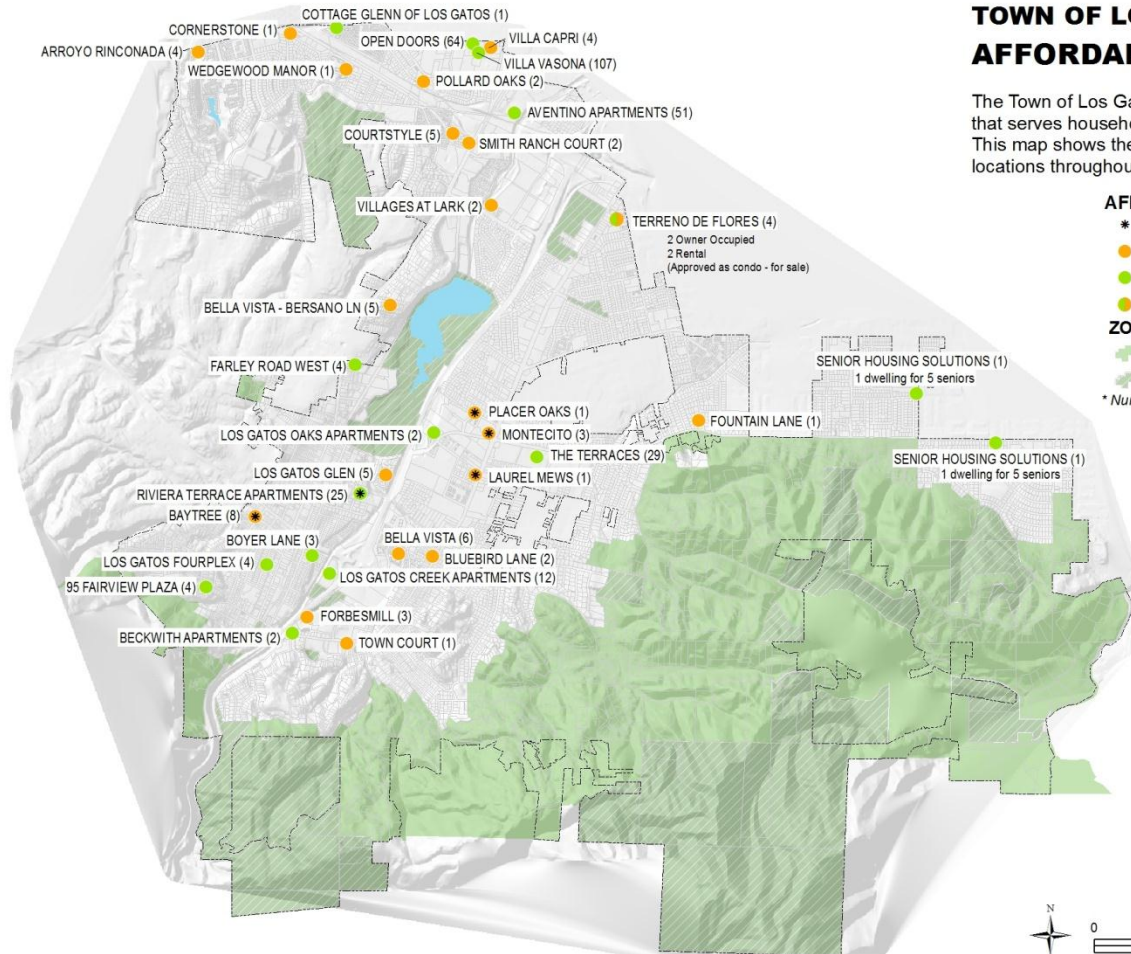 TOWN OF LO
AFFORDA
The Town of Los Ga
that serves househo
This map shows the
locations throughou
AFF
*
ZO
* Nu
COTTAGE GLENN OF LOS GATOS (1)
CORNERSTONE (1)
OPEN DOORS (64)
VILLA CAPRI (4)
ARROYO RINCONADA (4)
VILLA VASONA (107)
WEDGEWOOD MANOR (1)
POLLARD OAKS (2)
AVENTINO APARTMENTS (51)
COURTSTYLE (5)
SMITH RANCH COURT (2)
VILLAGES AT LARK (2)
TERRENO DE FLORES (4)
2 Owner Occupied
2 Rental
(Approved as condo - for sale)
BELLA VISTA - BERSANO LN (5)
FARLEY ROAD WEST (4)
SENIOR HOUSING SOLUTIONS (1)
1 dwelling for 5 seniors
PLACER OAKS (1)
FOUNTAIN LANE (1)
LOS GATOS OAKS APARTMENTS (2)
MONTECITO (3)
THE TERRACES (29)
SENIOR HOUSING SOLUTIONS (1)
1 dwelling for 5 seniors
LOS GATOS GLEN (5)
LAUREL MEWS (1)
RIVIERA TERRACE APARTMENTS (25)
BAYTREE (8)
BOYER LANE (3)
BELLA VISTA (6)
LOS GATOS FOURPLEX (4)
BLUEBIRD LANE (2)
95 FAIRVIEW PLAZA (4)
LOS GATOS CREEK APARTMENTS (12)
FORBESMILL (3)
BECKWITH APARTMENTS (2)
TOWN COURT (1)
N
0